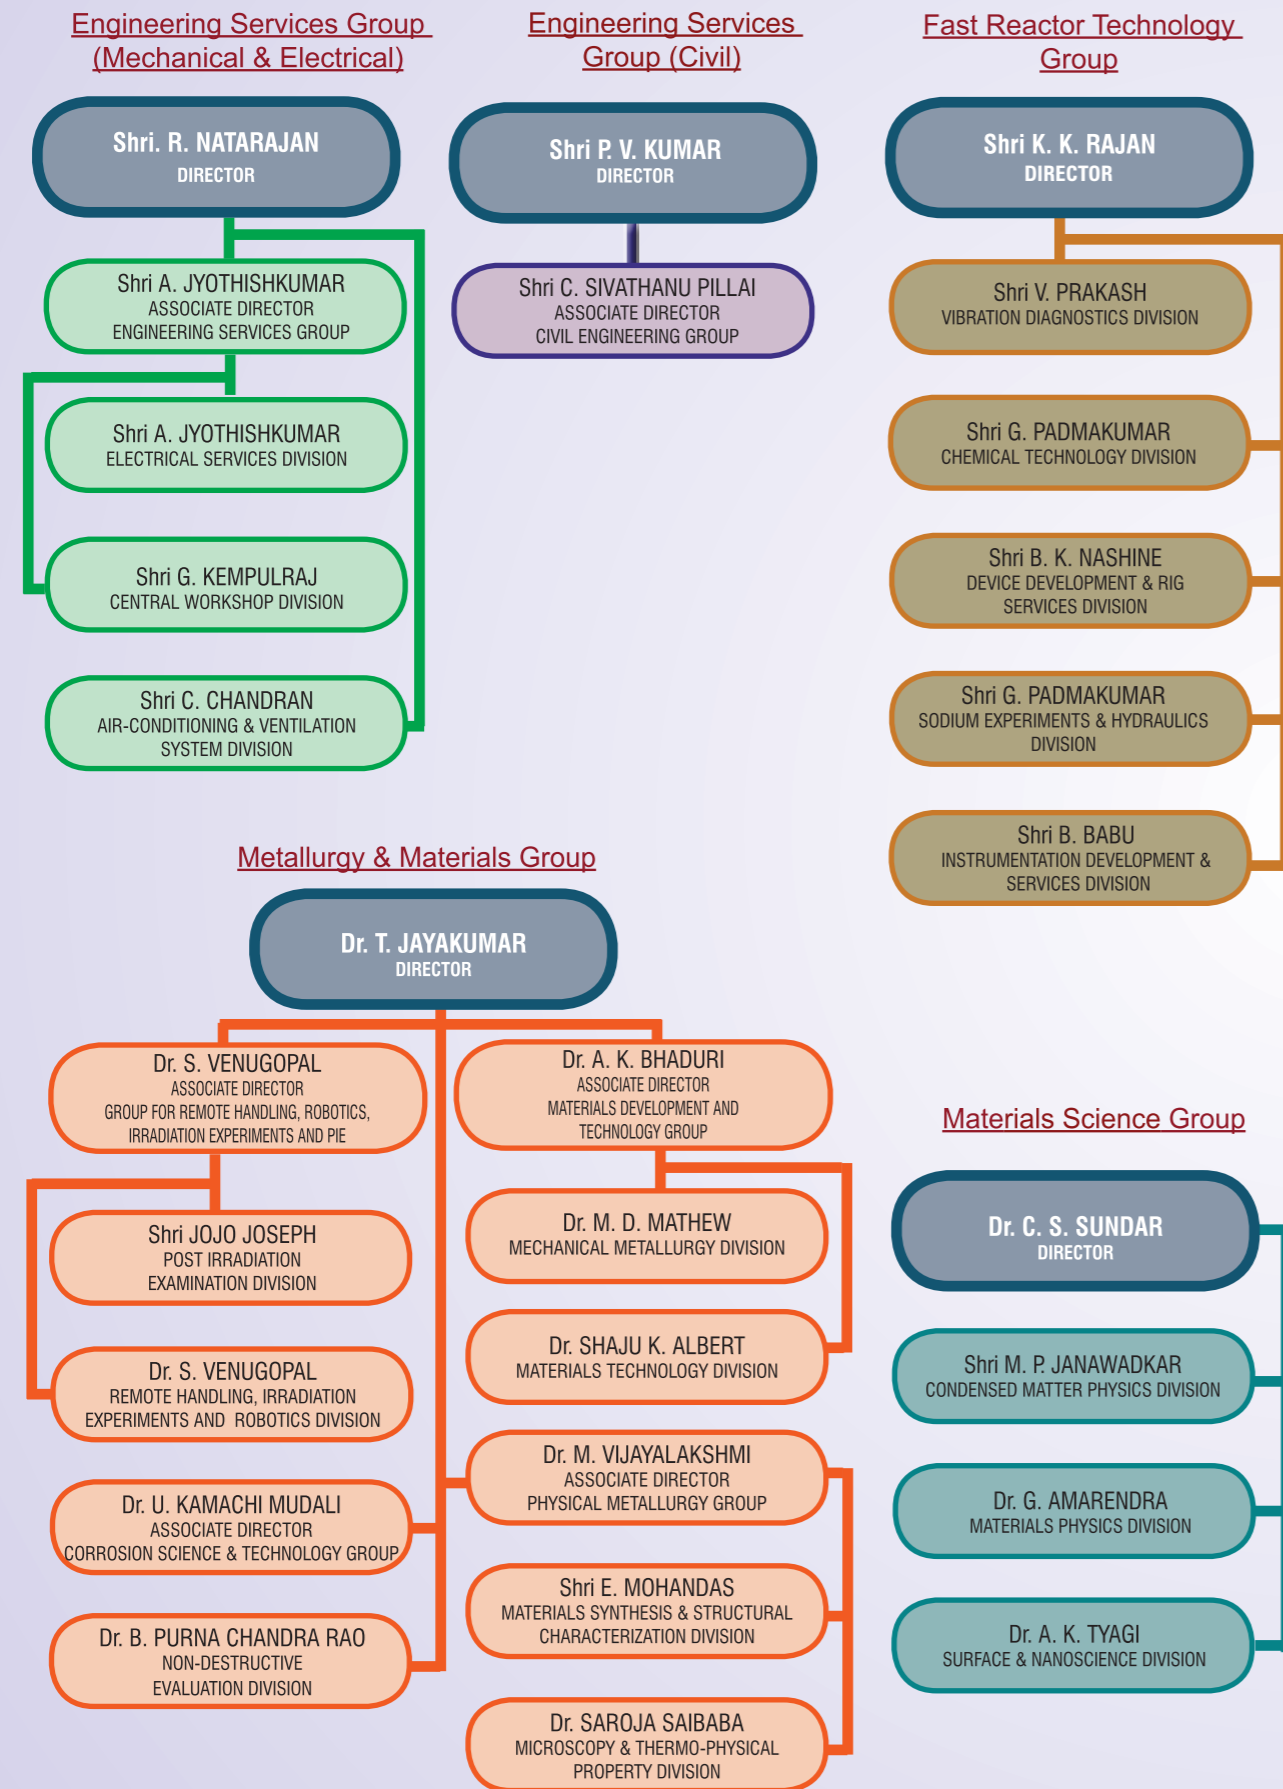 Engineering Services Group
(Mechanical & Electrical)
Shri. R. NATARAJAN
DIRECTOR
Shri A. JYOTHISHKUMAR
ASSOCIATE DIRECTOR
ENGINEERING SERVICES GROUP
Shri A. JYOTHISHKUMAR
ELECTRICAL SERVICES DIVISION
Shri G. KEMPULRAJ
CENTRAL WORKSHOP DIVISION
Shri C. CHANDRAN
AIR-CONDITIONING & VENTILATION
SYSTEM DIVISION
Engineering Services
Group (Civil)
Shri P. V. KUMAR
DIRECTOR
Shri C. SIVATHANU PILLAI
ASSOCIATE DIRECTOR
CIVIL ENGINEERING GROUP
Fast Reactor Technology
Group
Shri K. K. RAJAN
DIRECTOR
Shri V. PRAKASH
VIBRATION DIAGNOSTICS DIVISION
Shri G. PADMAKUMAR
CHEMICAL TECHNOLOGY DIVISION
Shri B. K. NASHINE
DEVICE DEVELOPMENT & RIG
SERVICES DIVISION
Shri G. PADMAKUMAR
SODIUM EXPERIMENTS & HYDRAULICS
DIVISION
Shri B. BABU
INSTRUMENTATION DEVELOPMENT &
SERVICES DIVISION
Metallurgy & Materials Group
Dr. T. JAYAKUMAR
DIRECTOR
Dr. S. VENUGOPAL
ASSOCIATE DIRECTOR
GROUP FOR REMOTE HANDLING, ROBOTICS,
IRRADIATION EXPERIMENTS AND PIE
Shri JOJO JOSEPH
POST IRRADIATION
EXAMINATION DIVISION
Dr. S. VENUGOPAL
REMOTE HANDLING, IRRADIATION
EXPERIMENTS AND ROBOTICS DIVISION
Dr. U. KAMACHI MUDALI
ASSOCIATE DIRECTOR
CORROSION SCIENCE & TECHNOLOGY GROUP
Dr. B. PURNA CHANDRA RAO
NON-DESTRUCTIVE
EVALUATION DIVISION
Dr. A. K. BHADURI
ASSOCIATE DIRECTOR
MATERIALS DEVELOPMENT AND
TECHNOLOGY GROUP
Dr. M. D. MATHEW
MECHANICAL METALLURGY DIVISION
Dr. SHAJU K. ALBERT
MATERIALS TECHNOLOGY DIVISION
Dr. M. VIJAYALAKSHMI
ASSOCIATE DIRECTOR
PHYSICAL METALLURGY GROUP
Shri E. MOHANDAS
MATERIALS SYNTHESIS & STRUCTURAL
CHARACTERIZATION DIVISION
Dr. SAROJA SAIBABA
MICROSCOPY & THERMO-PHYSICAL
PROPERTY DIVISION
Materials Science Group
Dr. C. S. SUNDAR
DIRECTOR
Shri M. P. JANAWADKAR
CONDENSED MATTER PHYSICS DIVISION
Dr. G. AMARENDRA
MATERIALS PHYSICS DIVISION
Dr. A. K. TYAGI
SURFACE & NANOSCIENCE DIVISION